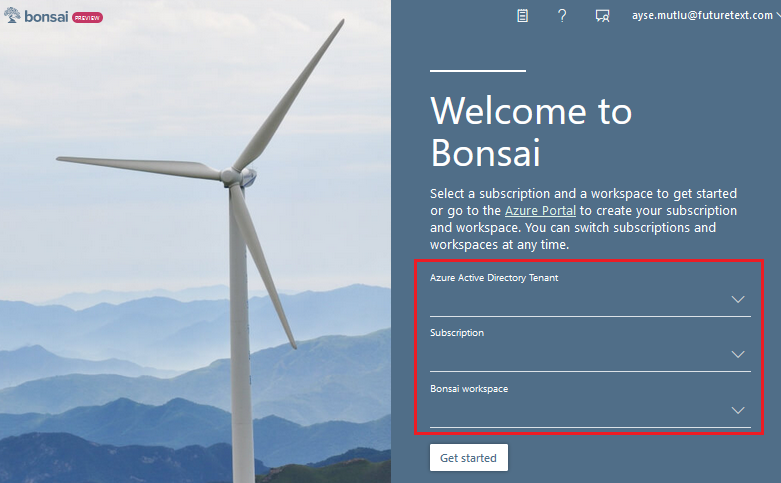 bonsai PREVIEW
ayse.mutlu@futuretext.com
Welcome to
Bonsai
Select a subscription and a workspace to get started
or go to the Azure Portal to create your subscription
and workspace. You can switch subscriptions and
workspaces at any time.
Azure Active Directory Tenant
Subscription
Bonsai workspace
Get started